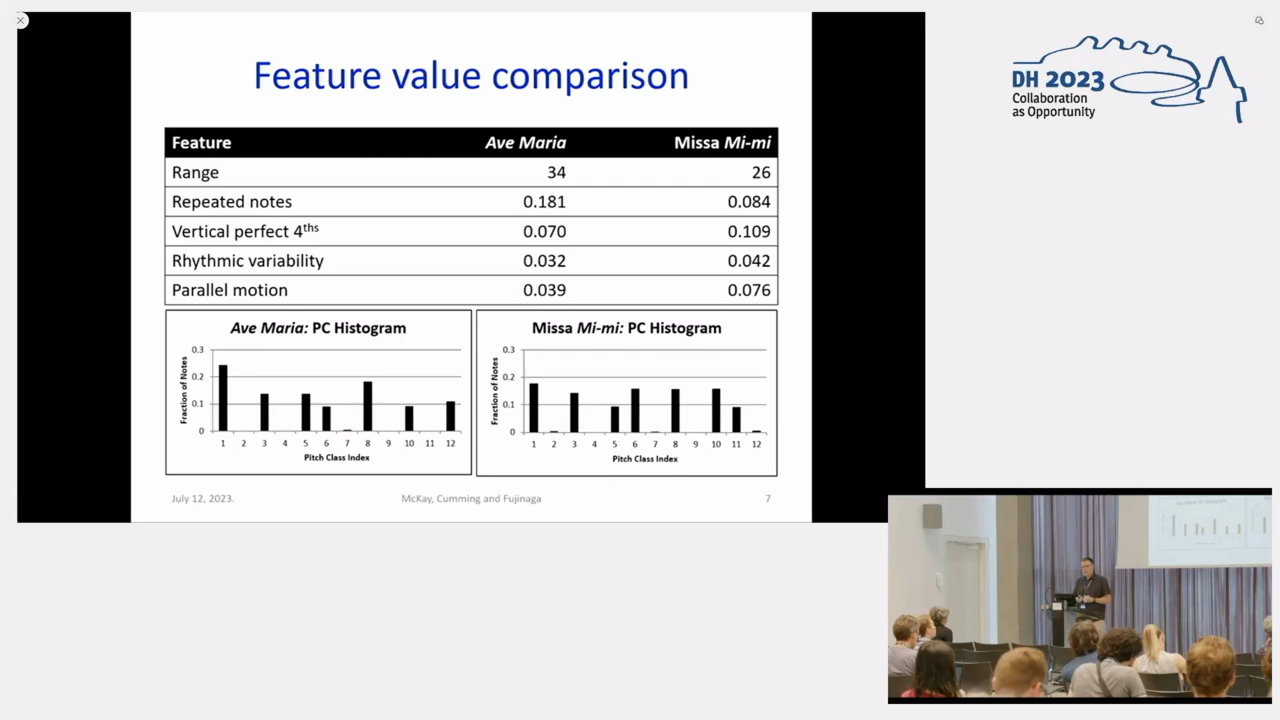 Feature value comparison
Feature Ave Maria Missa Mi-mi
Range 34 26
Repeated notes 0.181 0.084
Vertical perfect 4ths 0.070 0.109
Rhythmic variability 0.032 0.042
Parallel motion 0.039 0.076
Ave Maria: PC Histogram
Fraction of Notes
0.3
0.2
0.1
0
1 2 3 4 5 6 7 8 9 10 11 12
Pitch Class Index
Missa Mi-mi: PC Histogram
Fraction of Notes
0.3
0.2
0.1
0
1 2 3 4 5 6 7 8 9 10 11 12
Pitch Class Index
July 12, 2023. McKay, Cumming and Fujinaga 7
DH 2023
Collaboration
as Opportunity